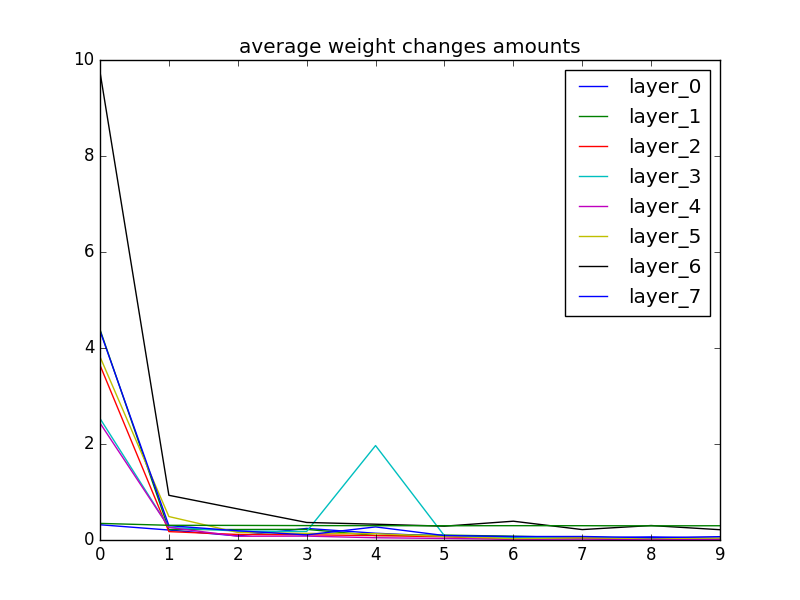 average weight changes amounts
10
8
6
4
2
0
layer_0
layer_1
layer_2
layer_3
layer_4
layer_5
layer_6
layer_7
0 1 2 3 4 5 6 7 8 9